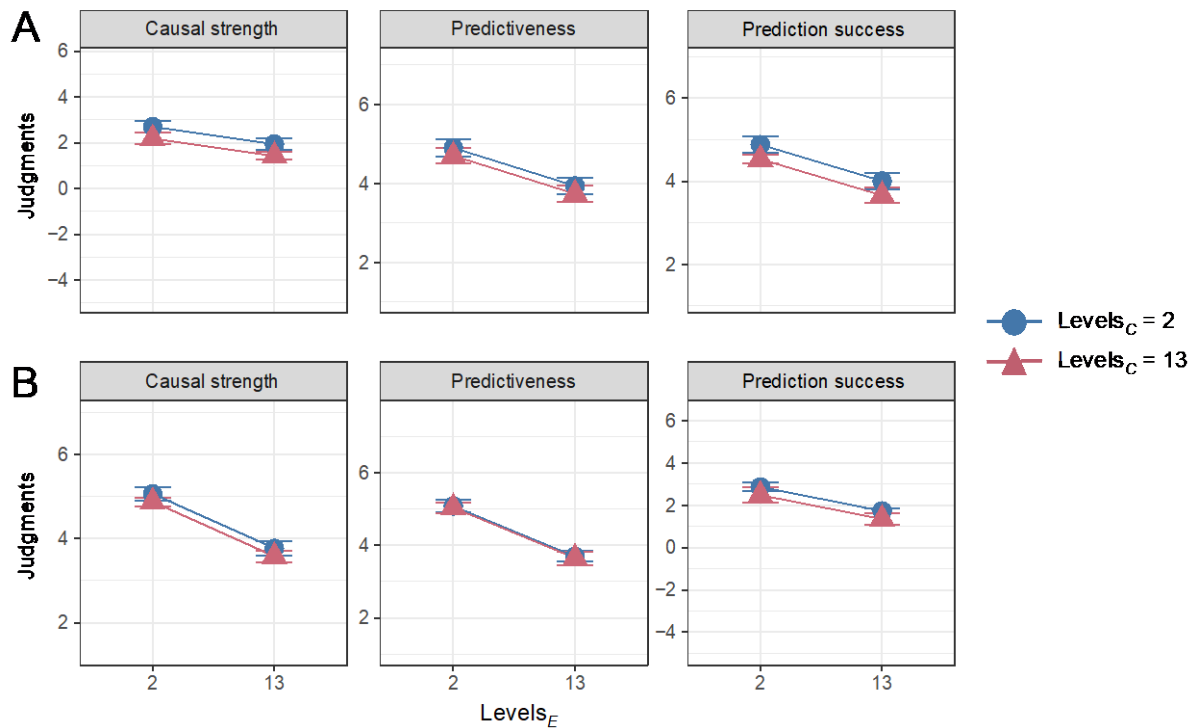 A
Causal strength
Predictiveness
Prediction success
Judgments
6
4
2
0
−2
−4
6
4
2
6
4
2
Levels_C = 2
Levels_C = 13
B
Causal strength
Predictiveness
Prediction success
Judgments
6
4
2
6
4
2
6
4
2
0
−2
−4
2 13
2 13
2 13
Levels_E